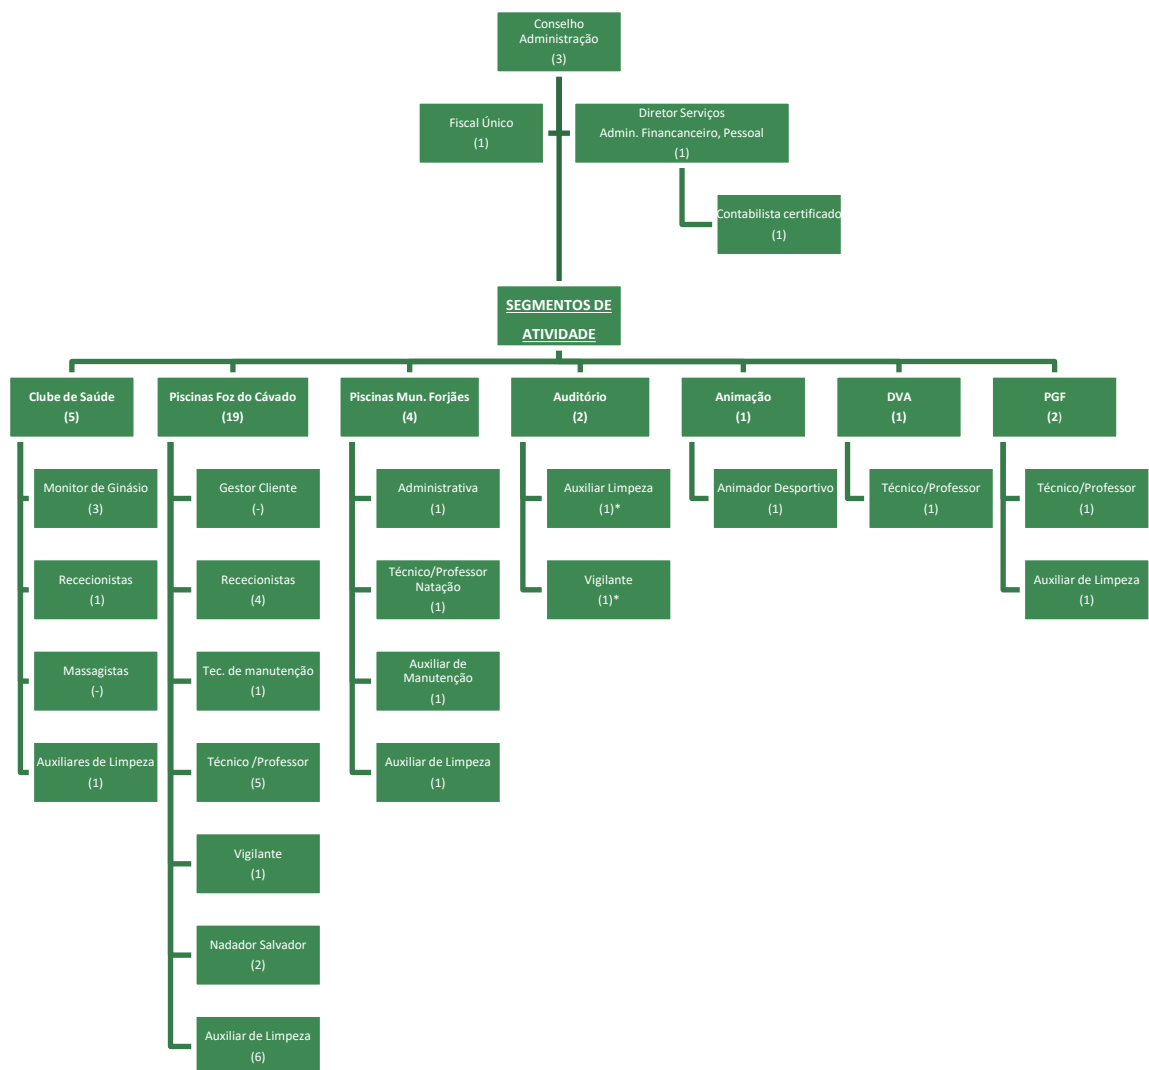 Conselho
Administração
(3)
Fiscal Único
(1)
Diretor Serviços
Admin. Financanceiro, Pessoal
(1)
Contabilista certificado
(1)
SEGMENTOS DE
ATIVIDADE
Clube de Saúde
(5)
Monitor de Ginásio
(3)
Rececionistas
(1)
Massagistas
(-)
Auxiliares de Limpeza
(1)
Piscinas Foz do Cávado
(19)
Gestor Cliente
(-)
Rececionistas
(4)
Tec. de manutenção
(1)
Técnico /Professor
(5)
Vigilante
(1)
Nadador Salvador
(2)
Auxiliar de Limpeza
(6)
Piscinas Mun. Forjães
(4)
Administrativa
(1)
Técnico/Professor
Natação
(1)
Auxiliar de
Manutenção
(1)
Auxiliar de Limpeza
(1)
Auditório
(2)
Auxiliar Limpeza
(1)*
Vigilante
(1)*
Animação
(1)
Animador Desportivo
(1)
DVA
(1)
Técnico/Professor
(1)
PGF
(2)
Técnico/Professor
(1)
Auxiliar de Limpeza
(1)